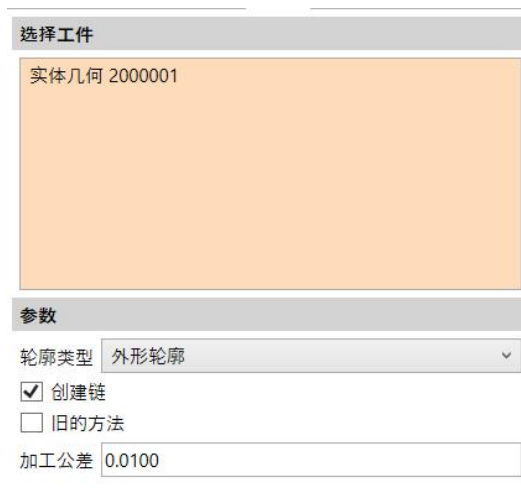 选择工件
实体几何 2000001
参数
轮廓类型 外形轮廓
创建链
旧的方法
加工公差 0.0100